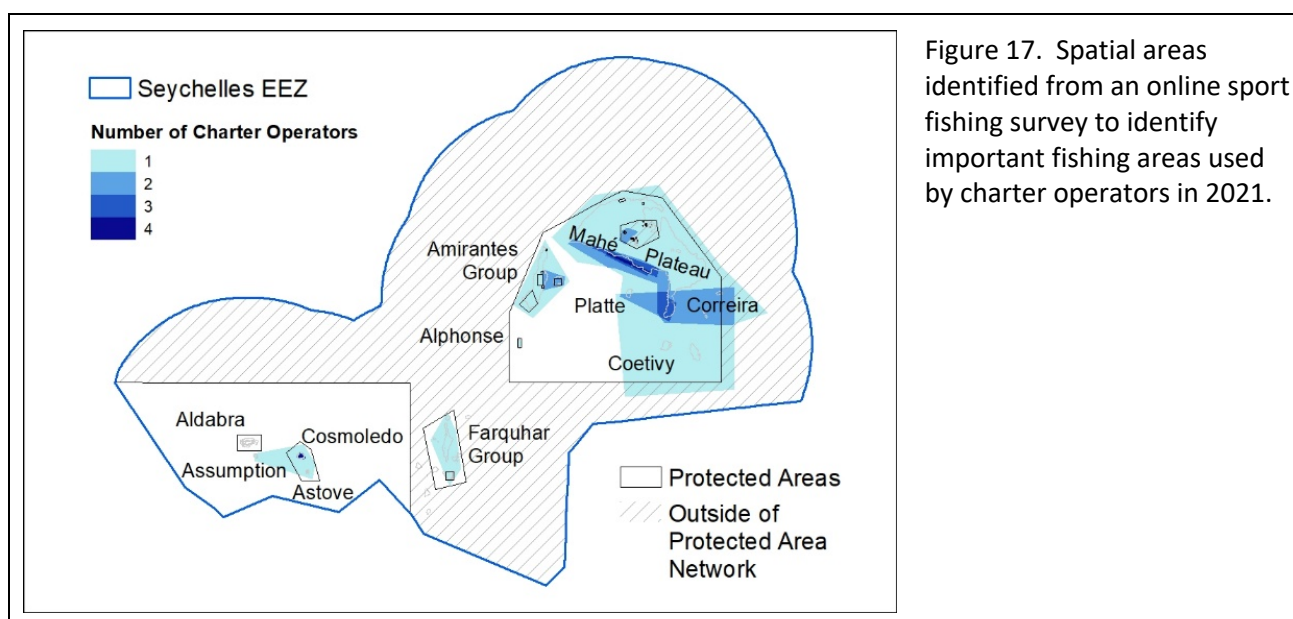 Seychelles EEZ
Number of Charter Operators
1
2
3
4
Amirantes
Group
Mahé
Plateau
Platte
Correira
Alphonse
Coetivy
Aldabra
Cosmoledo
Assumption
Astove
Farquhar
Group
Protected Areas
Outside of
Protected Area
Network
Figure 17. Spatial areas
identified from an online sport
fishing survey to identify
important fishing areas used
by charter operators in 2021.